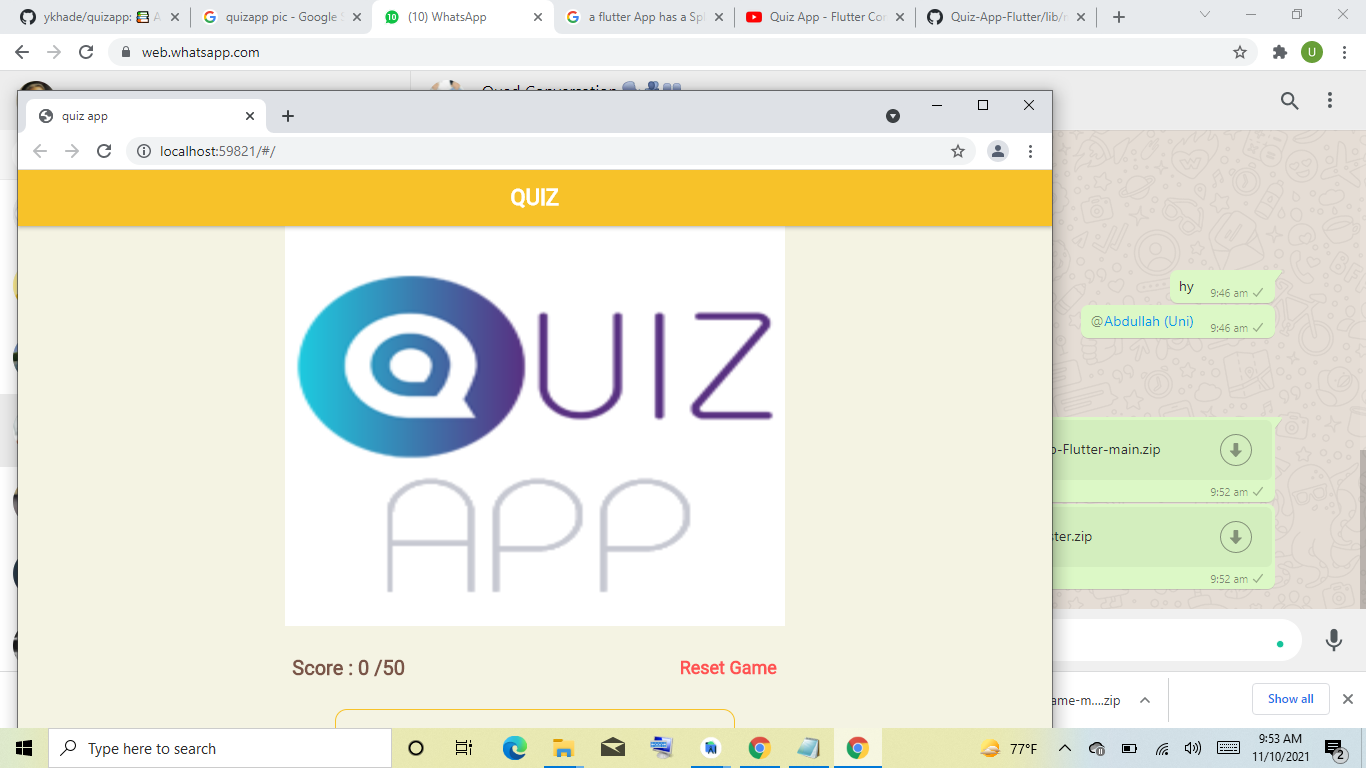 ykhade/quizapp: A
quizapp pic - Google S
(10) WhatsApp
a flutter App has a Spl
Quiz App - Flutter Cor
Quiz-App-Flutter/lib/r
web.whatsapp.com
U
Quad Conversation
quiz app
localhost:59821/#/
QUIZ
QUIZ
APP
Score : 0 /50
Reset Game
hy
9:46 am
@Abdullah (Uni)
9:46 am
-Flutter-main.zip
9:52 am
ter.zip
9:52 am
ame-m....zip
Show all
Type here to search
77°F
9:53 AM
11/10/2021
2